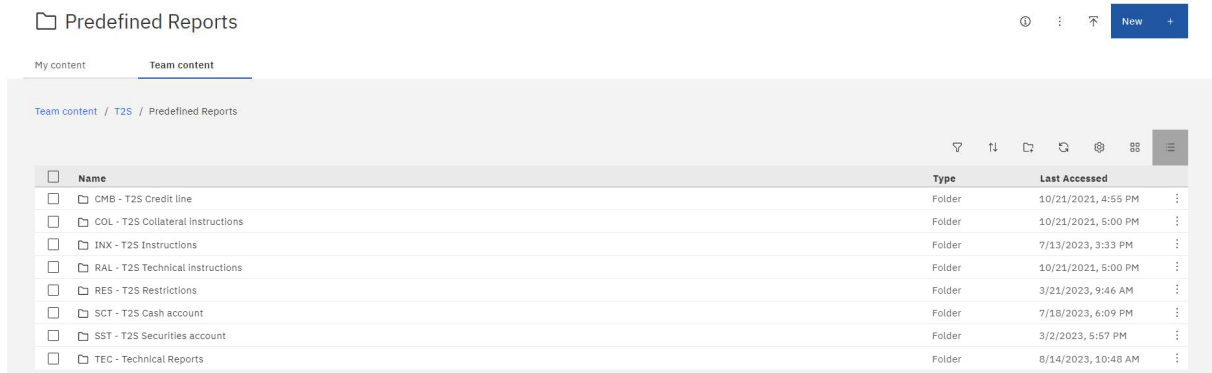 Predefined Reports
New +
My content Team content
Team content / T2S / Predefined Reports
Name Type Last Accessed
CMB - T2S Credit line Folder 10/21/2021, 4:55 PM
COL - T2S Collateral instructions Folder 10/21/2021, 5:00 PM
INX - T2S Instructions Folder 7/13/2023, 3:33 PM
RAL - T2S Technical instructions Folder 10/21/2021, 5:00 PM
RES - T2S Restrictions Folder 3/21/2023, 9:46 AM
SCT - T2S Cash account Folder 7/18/2023, 6:09 PM
SST - T2S Securities account Folder 3/2/2023, 5:57 PM
TEC - Technical Reports Folder 8/14/2023, 10:48 AM